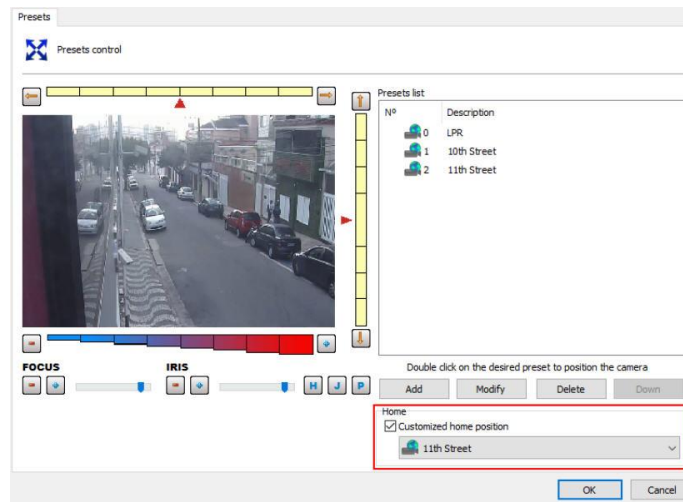 Presets
Presets control
Presets list
Nº Description
0 LPR
1 10th Street
2 11th Street
FOCUS IRIS
H J P
Double click on the desired preset to position the camera
Add Modify Delete Down
Home
Customized home position
11th Street
OK Cancel